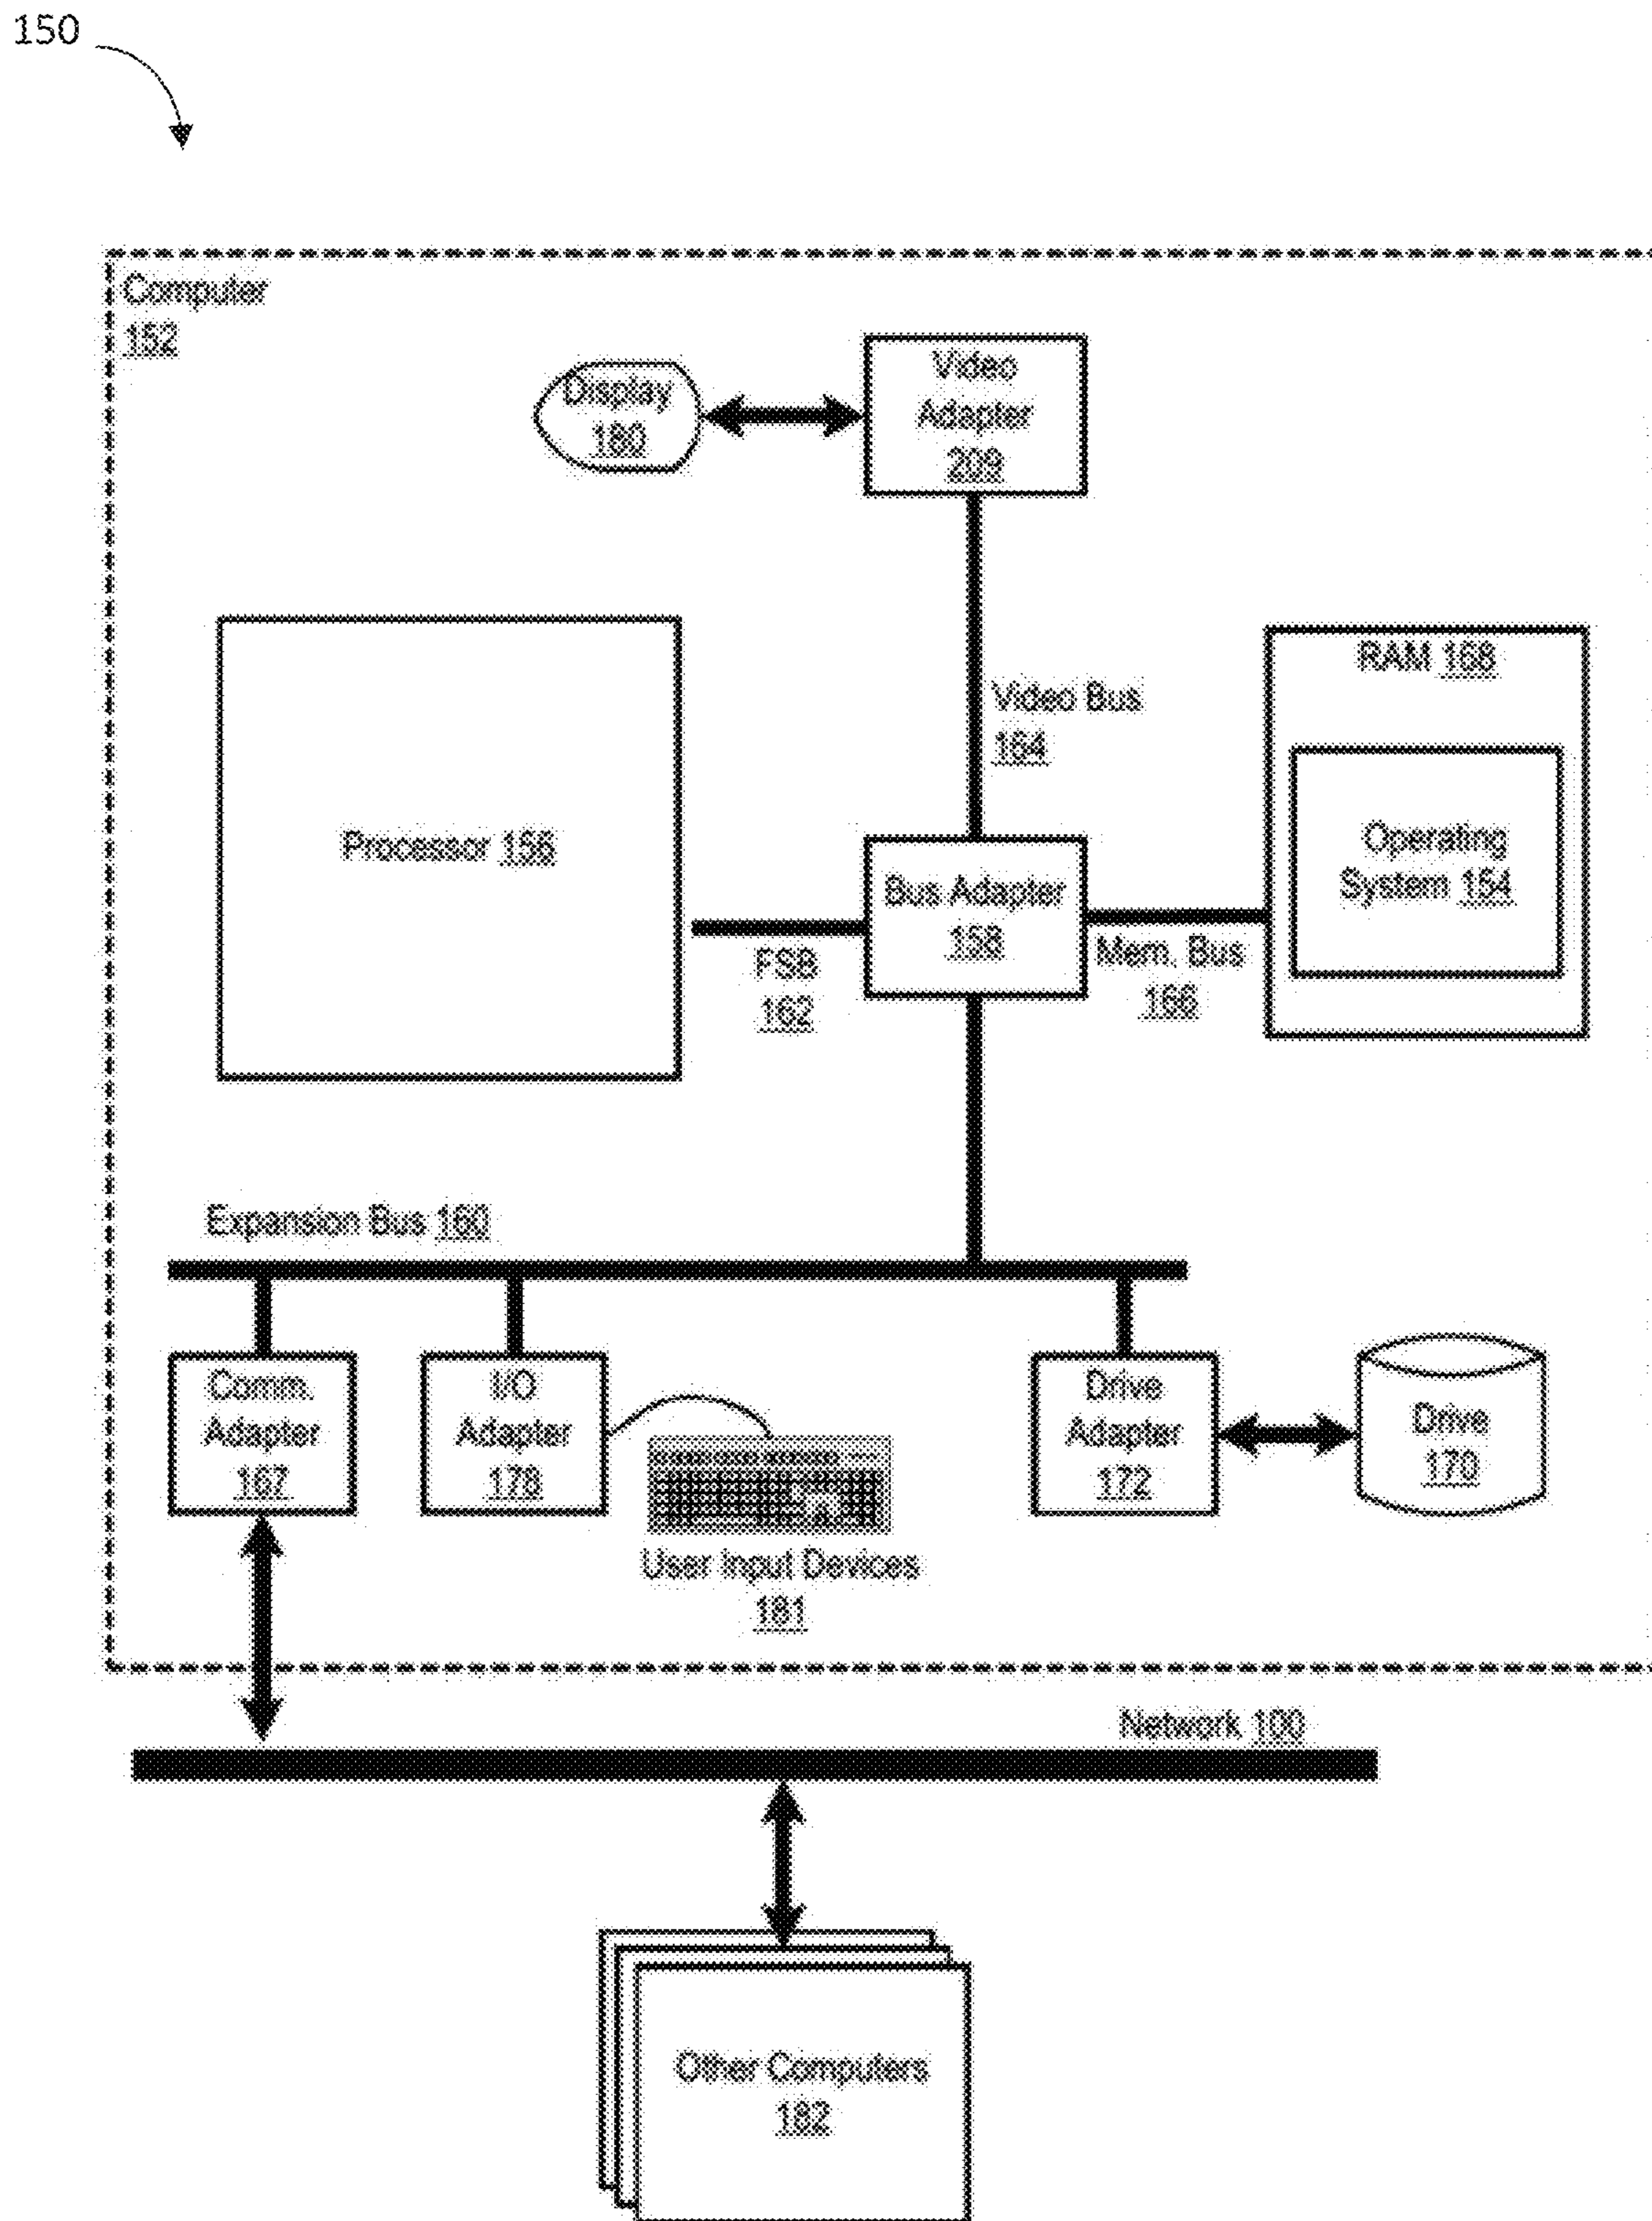 150
Computer
152
Display
180
Video
Adapter
209
Video Bus
164
RAM 168
Operating
System 154
Processor 156
Bus Adapter
158
FSB
162
Mem. Bus
166
Expansion Bus 160
Comm.
Adapter
167
I/O
Adapter
178
User Input Devices
181
Drive
Adapter
172
Drive
170
Network 100
Other Computers
182